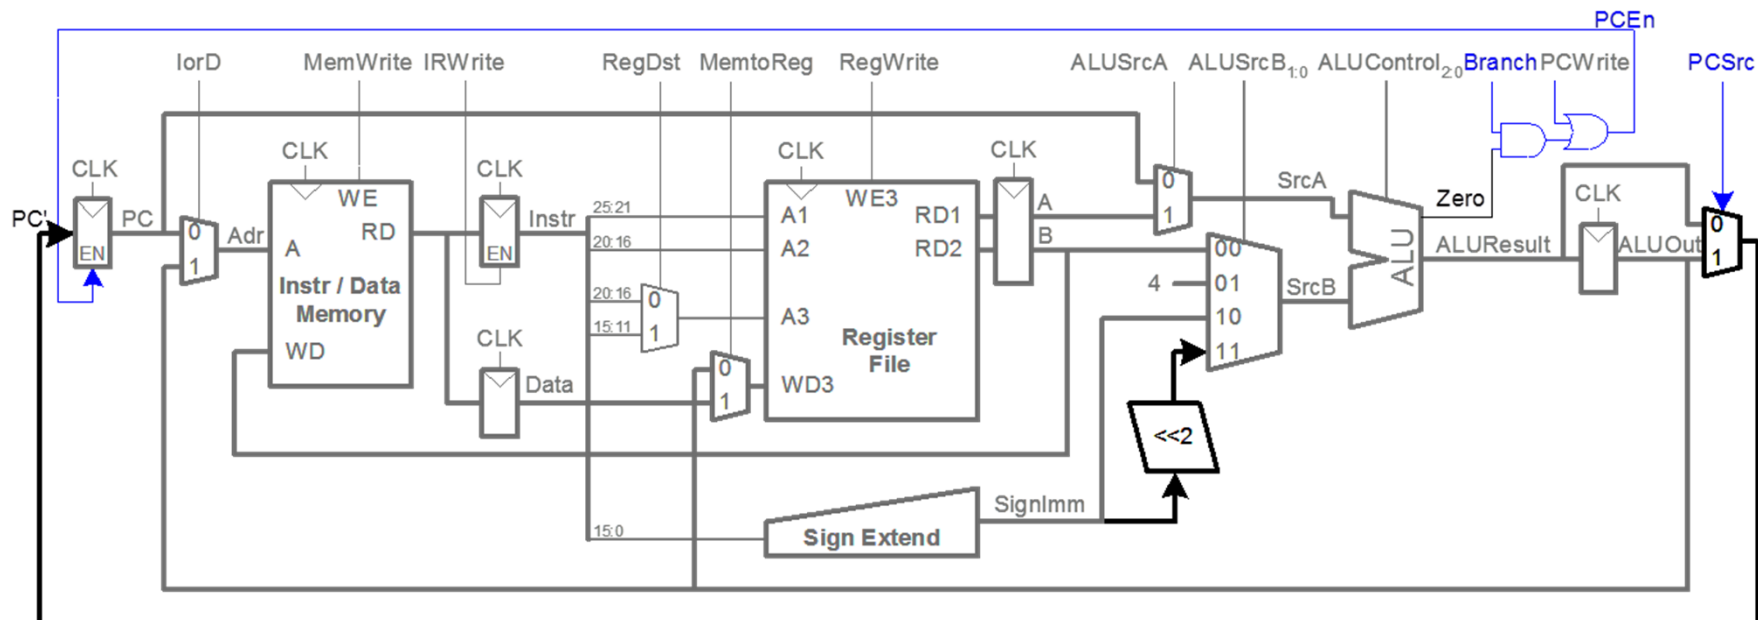 PCEn
IorD MemWrite IRWrite RegDst MemtoReg RegWrite ALUSrcA ALUSrcB1:0 ALUControl2:0 Branch PCWrite PCSrc
CLK CLK CLK CLK CLK
WE WE3
PC' PC 0 1 Adr A RD EN
Instr / Data
Memory
WD
EN Instr
CLK
Data
25:21 A1
20:16 A2
20:16 0
15:11 1
A3
0
1
WD3
RD1
RD2
Register
File
A
B
0
1
SrcA
00
4 01
10
11
SrcB
ALU
Zero
ALUResult
CLK
ALUOut
0
1
<<2
SignImm
15:0
Sign Extend